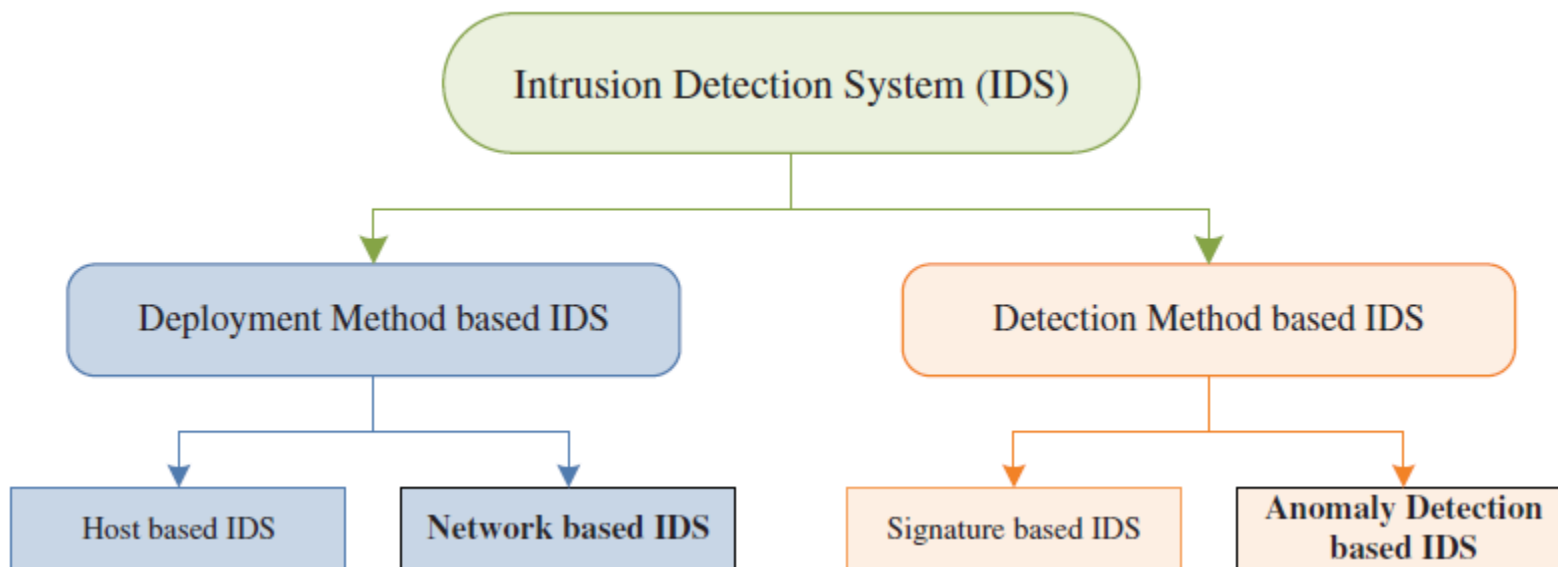 Intrusion Detection System (IDS)
Deployment Method based IDS
Detection Method based IDS
Host based IDS
Network based IDS
Signature based IDS
Anomaly Detection
based IDS